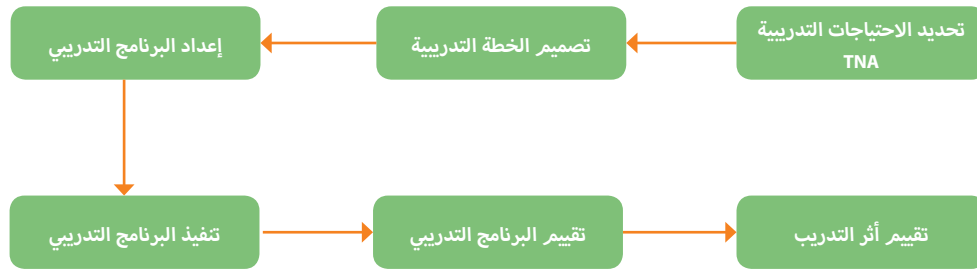 تحديد الاحتياجات التدريبية
TNA
تصميم الخطة التدريبية
إعداد البرنامج التدريبي
تنفيذ البرنامج التدريبي
تقييم البرنامج التدريبي
تقييم أثر التدريب